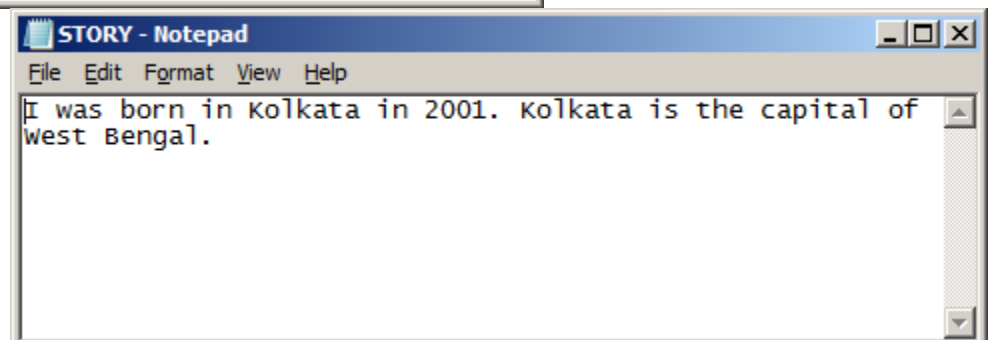 STORY - Notepad
File Edit Format View Help
I was born in Kolkata in 2001. Kolkata is the capital of
West Bengal.